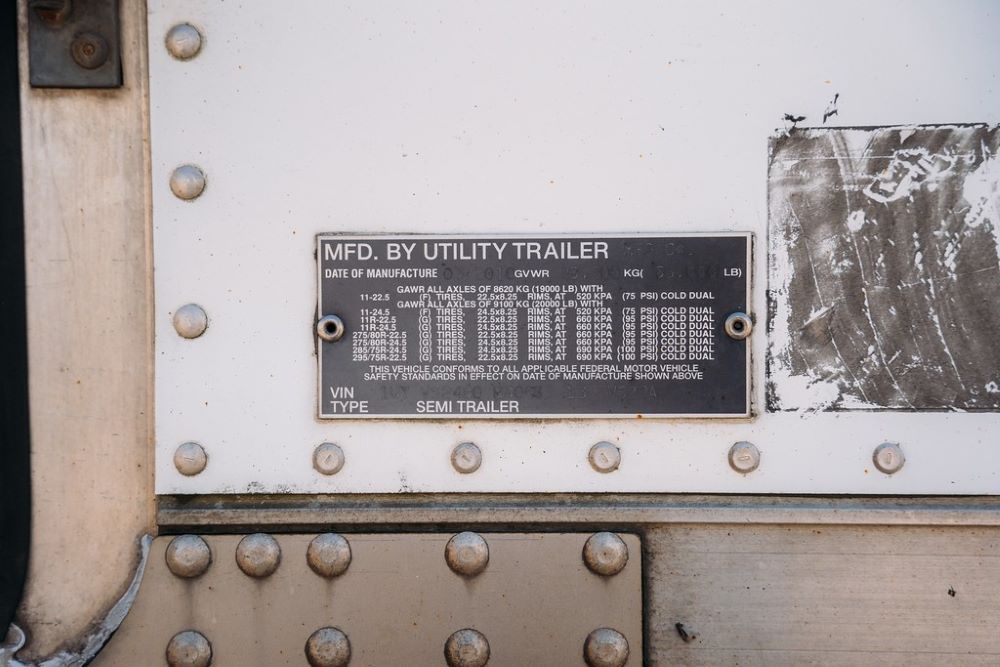 MFD. BY UTILITY TRAILER
DATE OF MANUFACTURE GVWR KG( LB)
GAWR ALL AXLES OF 8620 KG (19000 LB) WITH
11-22.5 (F) TIRES, 22.5x8.25 RIMS, AT 520 KPA (75 PSI) COLD DUAL
GAWR ALL AXLES OF 9100 KG (20000 LB) WITH
11-24.5 (F) TIRES, 24.5x8.25 RIMS, AT 520 KPA (75 PSI) COLD DUAL
11R-22.5 (G) TIRES, 22.5x8.25 RIMS, AT 660 KPA (95 PSI) COLD DUAL
11R-24.5 (G) TIRES, 24.5x8.25 RIMS, AT 660 KPA (95 PSI) COLD DUAL
275/80R-22.5 (G) TIRES, 22.5x8.25 RIMS, AT 660 KPA (95 PSI) COLD DUAL
275/80R-24.5 (G) TIRES, 24.5x8.25 RIMS, AT 660 KPA (95 PSI) COLD DUAL
285/75R-24.5 (G) TIRES, 24.5x8.25 RIMS, AT 690 KPA (100 PSI) COLD DUAL
295/75R-22.5 (G) TIRES, 22.5x8.25 RIMS, AT 690 KPA (100 PSI) COLD DUAL
THIS VEHICLE CONFORMS TO ALL APPLICABLE FEDERAL MOTOR VEHICLE
SAFETY STANDARDS IN EFFECT ON DATE OF MANUFACTURE SHOWN ABOVE
VIN
TYPE SEMI TRAILER